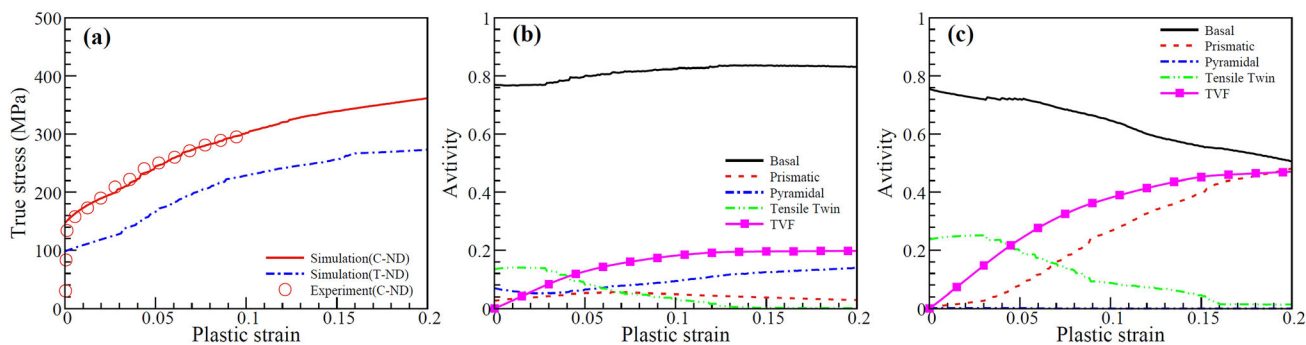 (a)
500
400
300
200
100
0
True stress (MPa)
Simulation(C-ND)
Simulation(T-ND)
Experiment(C-ND)
0
0.05
0.1
0.15
0.2
Plastic strain
(b)
1
0.8
0.6
0.4
0.2
0
Avtivity
Basal
Prismatic
Pyramidal
Tensile Twin
TVF
0
0.05
0.1
0.15
0.2
Plastic strain
(c)
1
0.8
0.6
0.4
0.2
0
Avtivity
Basal
Prismatic
Pyramidal
Tensile Twin
TVF
0
0.05
0.1
0.15
0.2
Plastic strain